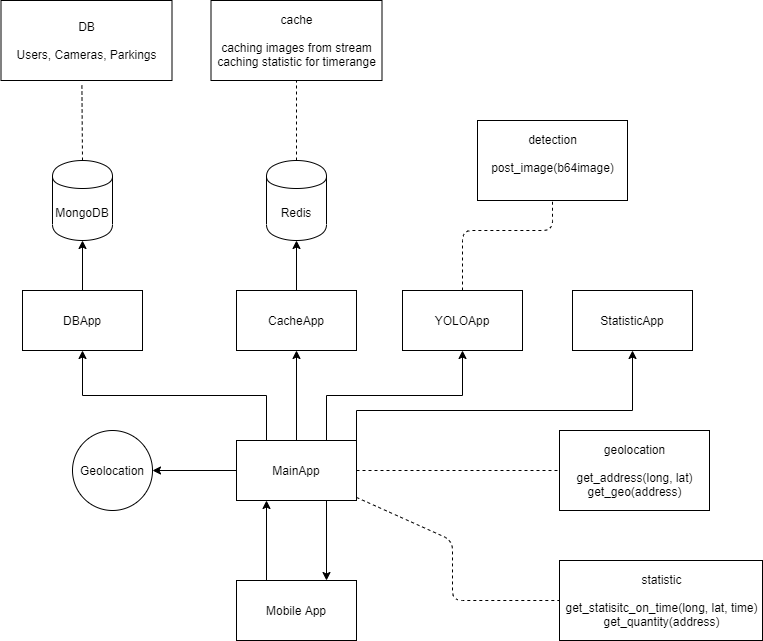 DB
Users, Cameras, Parkings
cache
caching images from stream
caching statistic for timerange
detection
post_image(b64image)
MongoDB
Redis
DBApp
CacheApp
YOLOApp
StatisticApp
Geolocation
MainApp
geolocation
get_address(long, lat)
get_geo(address)
Mobile App
statistic
get_statisitc_on_time(long, lat, time)
get_quantity(address)